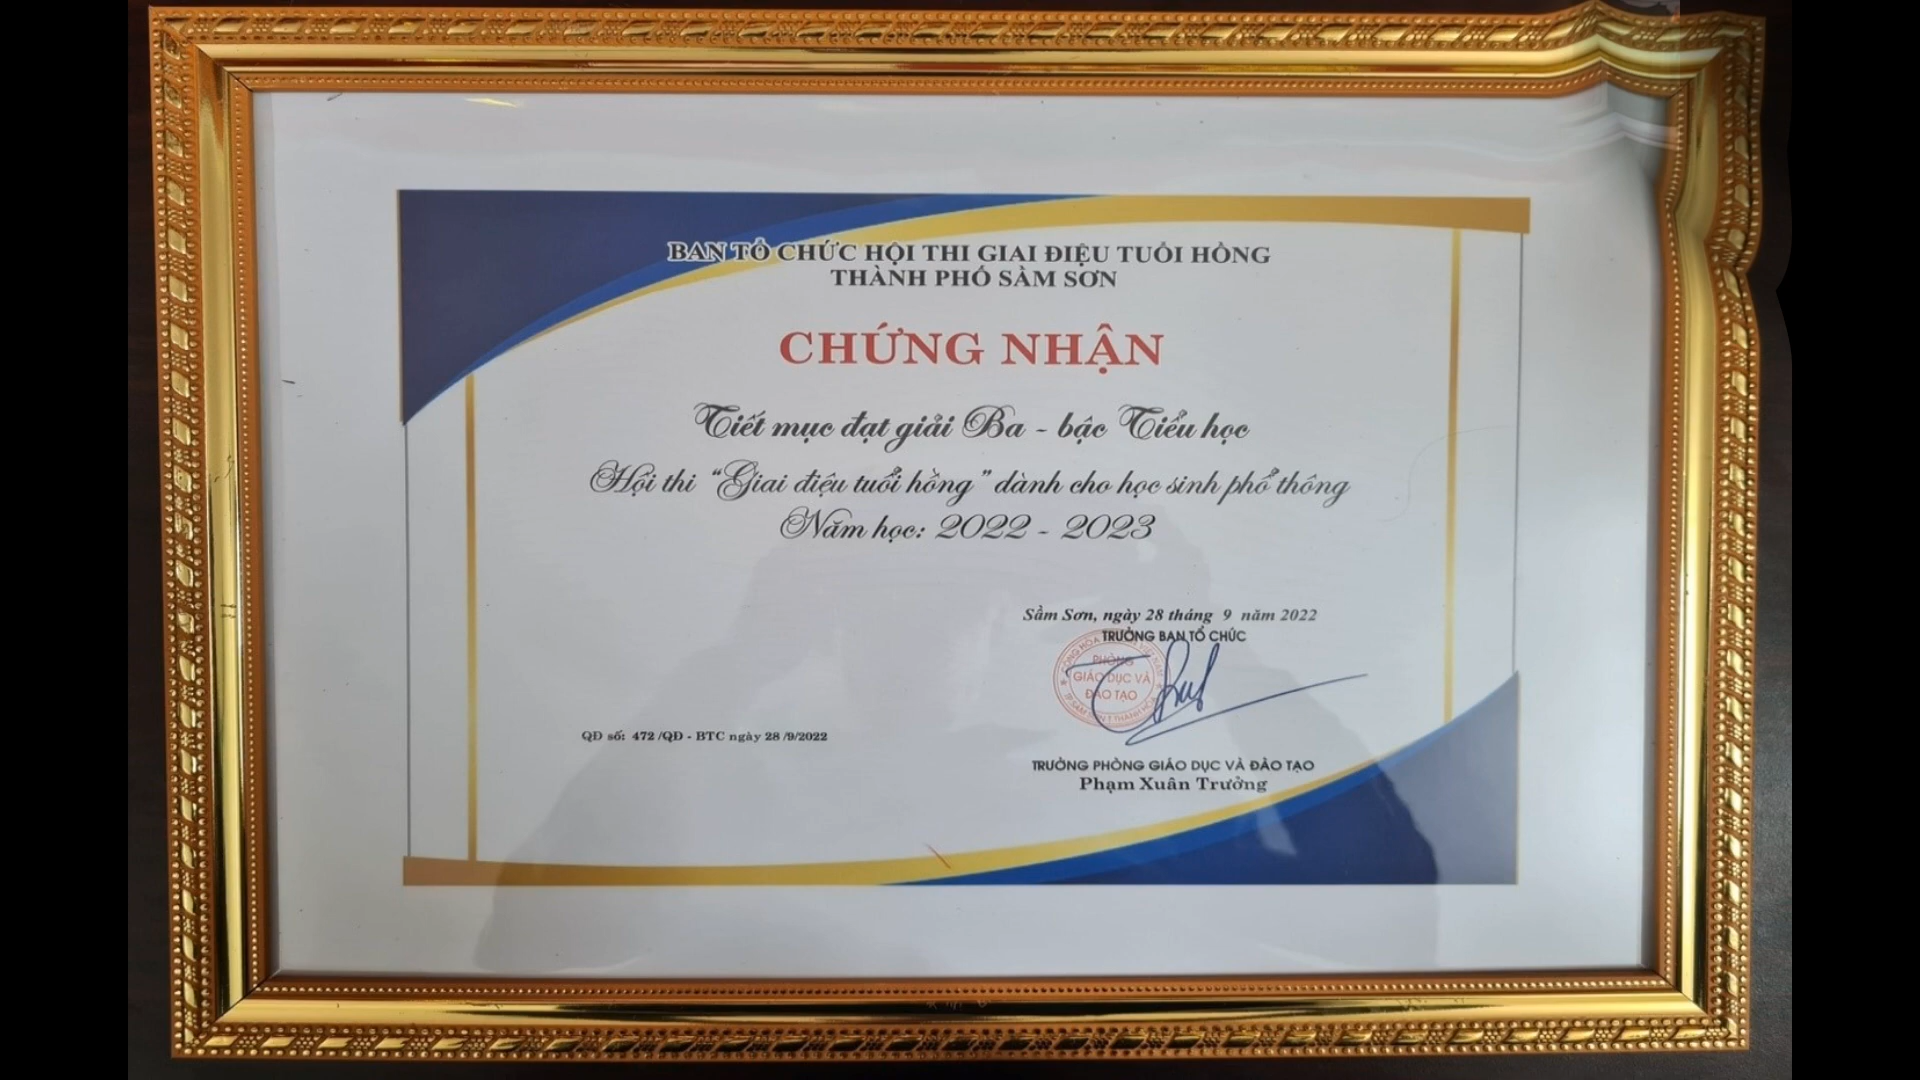 BAN TỔ CHỨC HỘI THI GIAI ĐIỆU TUỔI HỒNG
THÀNH PHỐ SẦM SƠN
CHỨNG NHẬN
Tiết mục đạt giải Ba - bậc Tiểu học
Hội thi “Giai điệu tuổi hồng” dành cho học sinh phổ thông
Năm học: 2022 - 2023
Sầm Sơn, ngày 28 tháng 9 năm 2022
TRƯỞNG BAN TỔ CHỨC
PHÒNG
GIÁO DỤC VÀ
ĐÀO TẠO
QĐ số: 472 /QĐ - BTC ngày 28 /9/2022
TRƯỞNG PHÒNG GIÁO DỤC VÀ ĐÀO TẠO
Phạm Xuân Trưởng